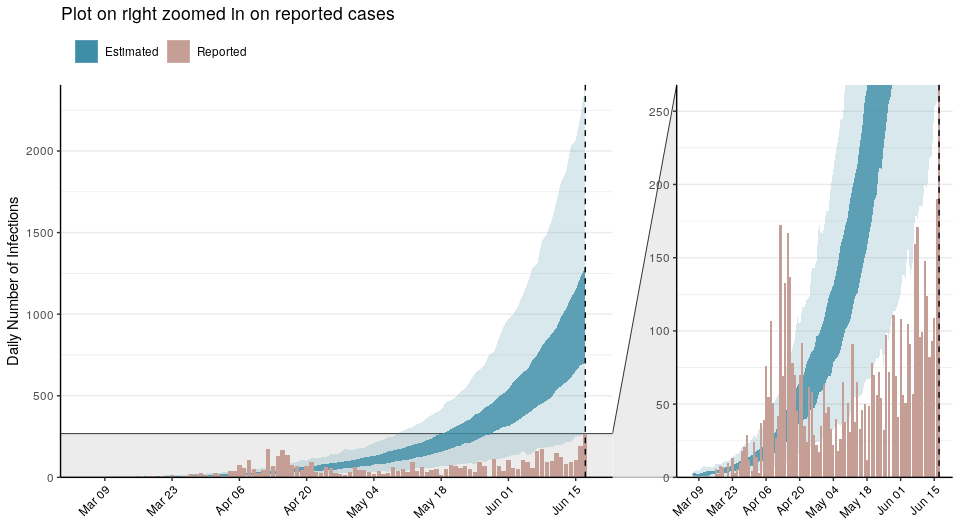 Plot on right zoomed in on reported cases
Estimated Reported
Daily Number of Infections
2000
1500
1000
500
0
Mar 09 Mar 23 Apr 06 Apr 20 May 04 May 18 Jun 01 Jun 15
250
200
150
100
50
0
Mar 09 Mar 23 Apr 06 Apr 20 May 04 May 18 Jun 01 Jun 15